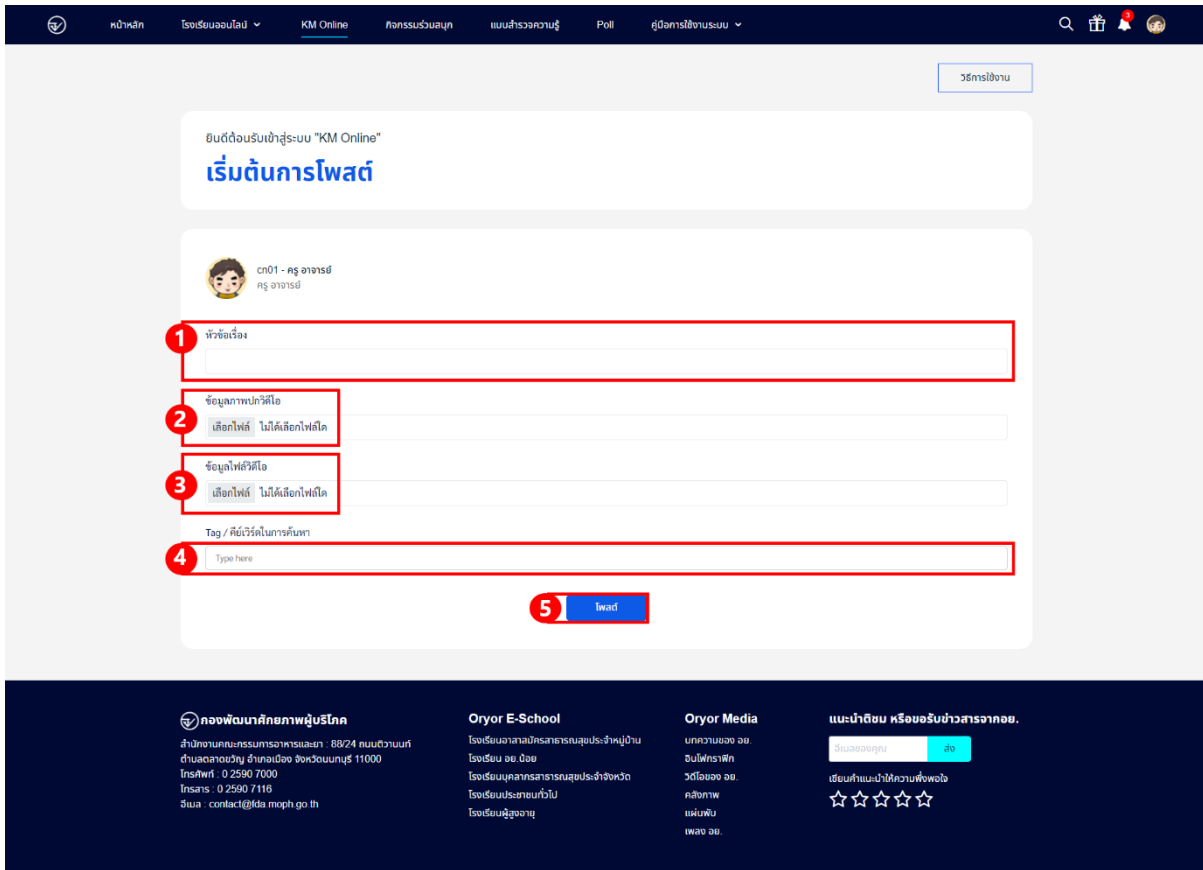 หน้าหลัก โรงเรียนออนไลน์ KM Online กิจกรรมร่วมสนุก แบบสำรวจความรู้ Poll คู่มือการใช้งานระบบ 3
วิธีการใช้งาน
ยินดีต้อนรับเข้าสู่ระบบ "KM Online"
เริ่มต้นการโพสต์
cn01 - ครู อาจารย์
ครู อาจารย์
1 หัวข้อเรื่อง
ข้อมูลภาพปกวิดีโอ
2 เลือกไฟล์ ไม่ได้เลือกไฟล์ใด
ข้อมูลไฟล์วิดีโอ
3 เลือกไฟล์ ไม่ได้เลือกไฟล์ใด
Tag / คีย์เวิร์ดในการค้นหา
4 Type here
5 โพสต์
กองพัฒนาศักยภาพผู้บริโภค
สำนักงานคณะกรรมการอาหารและยา : 88/24 ถนนติวานนท์
ตำบลตลาดขวัญ อำเภอเมือง จังหวัดนนทบุรี 11000
โทรศัพท์ : 0 2590 7000
โทรสาร : 0 2590 7116
อีเมล : contact@fda.moph.go.th
Oryor E-School
โรงเรียนอาสาสมัครสาธารณสุขประจำหมู่บ้าน
โรงเรียน อย.น้อย
โรงเรียนบุคลากรสาธารณสุขประจำจังหวัด
โรงเรียนประชาชนทั่วไป
โรงเรียนผู้สูงอายุ
Oryor Media
บทความของ อย.
อินโฟกราฟิก
วิดีโอของ อย.
คลังภาพ
แผ่นพับ
เพลง อย.
แนะนำติชม หรือขอรับข่าวสารจากอย.
อีเมลของคุณ ส่ง
เขียนคำแนะนำให้ความพึ่งพอใจ